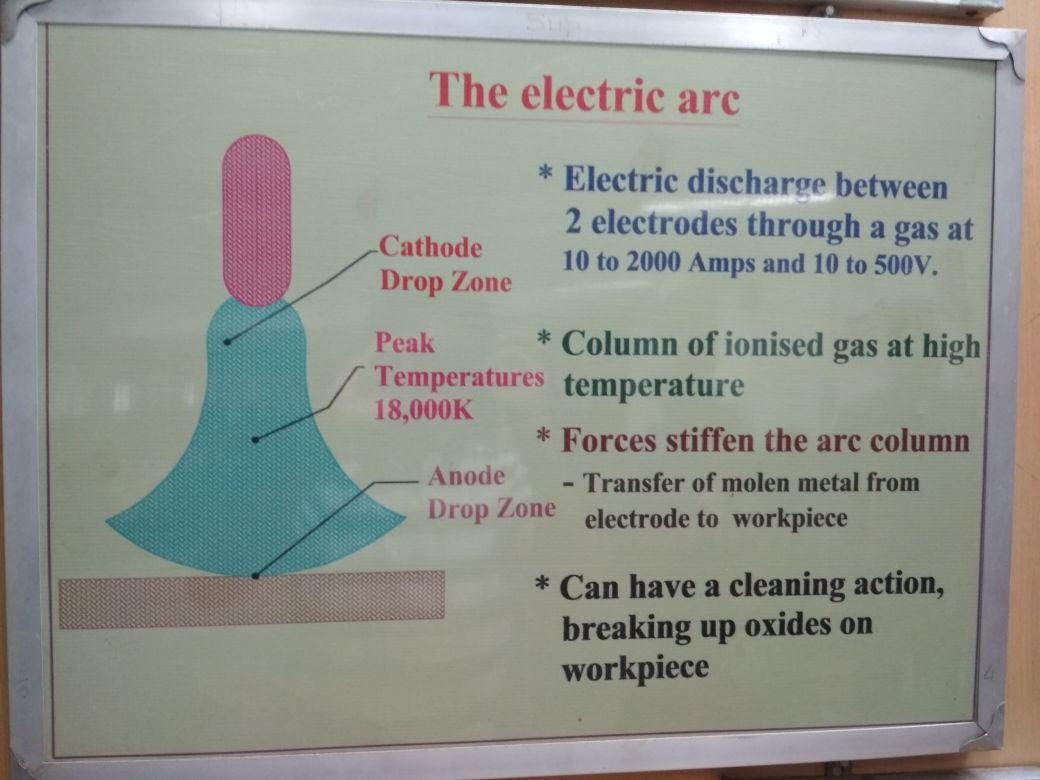 The electric arc
Cathode
Drop Zone
Peak
Temperatures
18,000K
Anode
Drop Zone
* Electric discharge between
2 electrodes through a gas at
10 to 2000 Amps and 10 to 500V.
* Column of ionised gas at high
temperature
* Forces stiffen the arc column
- Transfer of molen metal from
electrode to workpiece
* Can have a cleaning action,
breaking up oxides on
workpiece